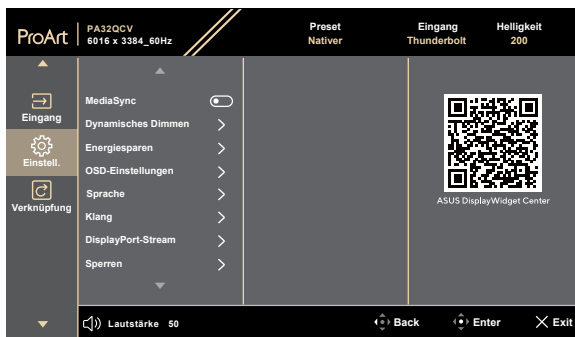 ProArt
PA32QCV
6016 x 3384_60Hz
Preset
Nativer
Eingang
Thunderbolt
Helligkeit
200
Eingang
Einstell.
Verknüpfung
MediaSync
Dynamisches Dimmen
Energiesparen
OSD-Einstellungen
Sprache
Klang
DisplayPort-Stream
Sperren
ASUS DisplayWidget Center
Lautstärke 50
Back
Enter
Exit